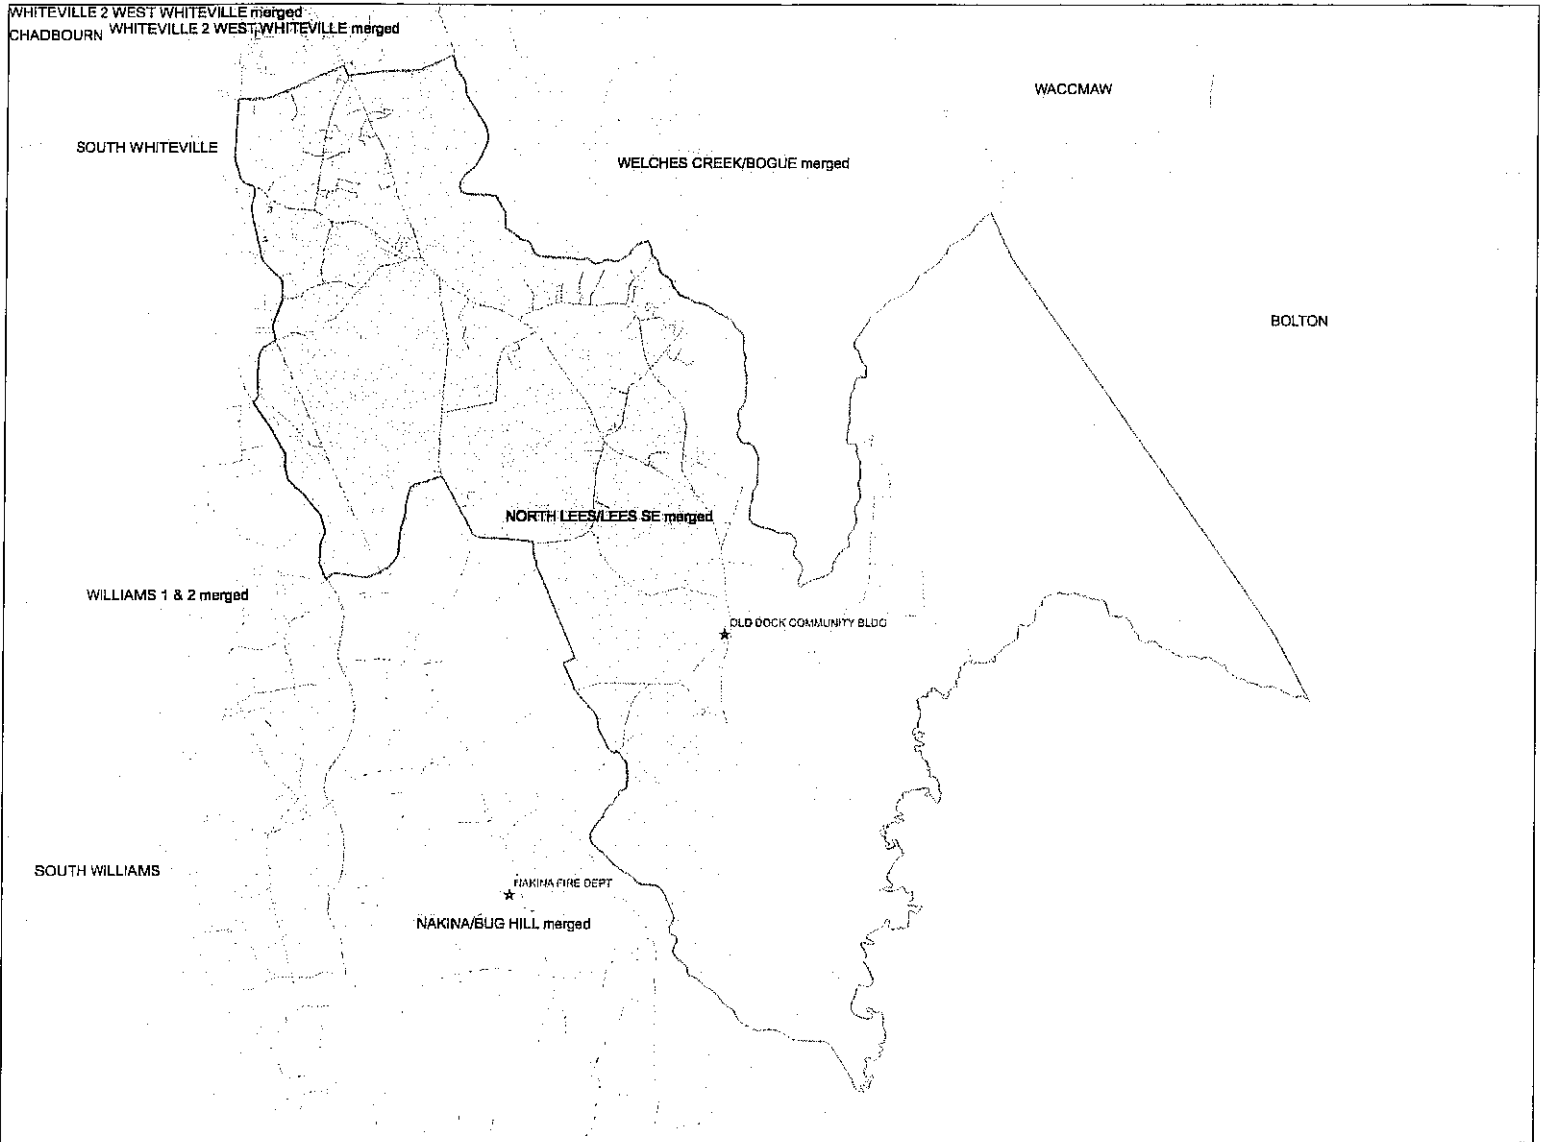 WHITEVILLE 2 WEST WHITEVILLE merged
CHADBOURN WHITEVILLE 2 WEST WHITEVILLE merged
WACCMAW
SOUTH WHITEVILLE
WELCHES CREEK/BOGUE merged
BOLTON
NORTH LEES/LEES SE merged
WILLIAMS 1 & 2 merged
OLD DOCK COMMUNITY BLDG
SOUTH WILLIAMS
NAKINA FIRE DEPT
NAKINA/BUG HILL merged